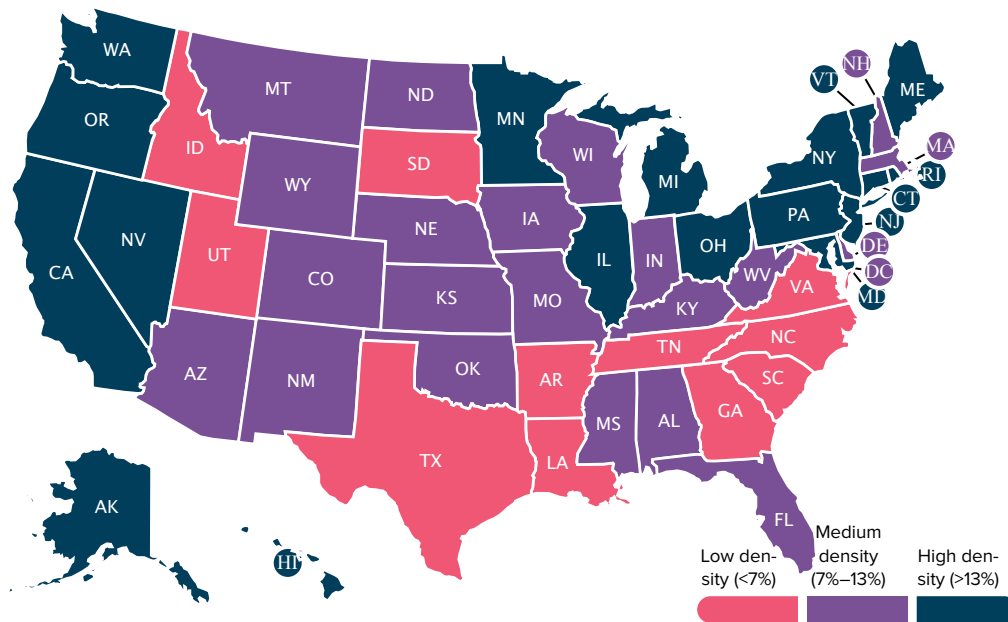 WA
MT
ND
MN
VT
NH
ME
OR
ID
SD
WI
MI
NY
MA
RI
CT
WY
IA
PA
NJ
NV
UT
NE
IL
IN
OH
DE
DC
MD
CA
CO
KS
MO
WV
VA
KY
AZ
NM
OK
AR
TN
NC
SC
MS
AL
GA
TX
LA
FL
AK
HI
Low den-
sity (<7%)
Medium
density
(7%–13%)
High den-
sity (>13%)